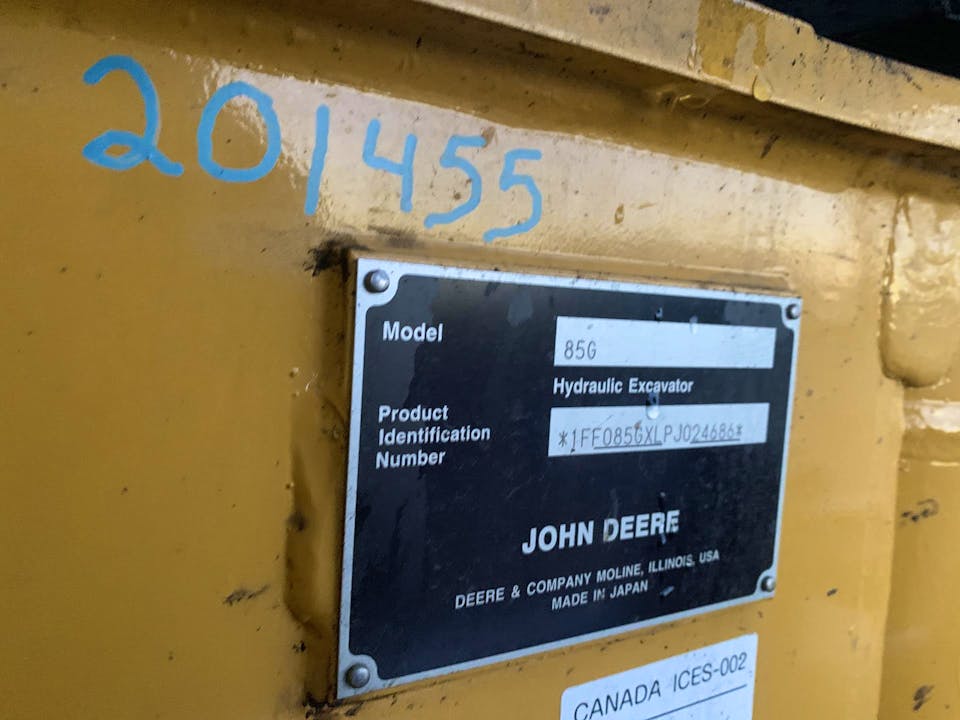 201455
Model
85G
Hydraulic Excavator
Product
Identification
Number
*1FF085GXLPJ024686*
JOHN DEERE
DEERE & COMPANY MOLINE, ILLINOIS, USA
MADE IN JAPAN
CANADA ICES-002